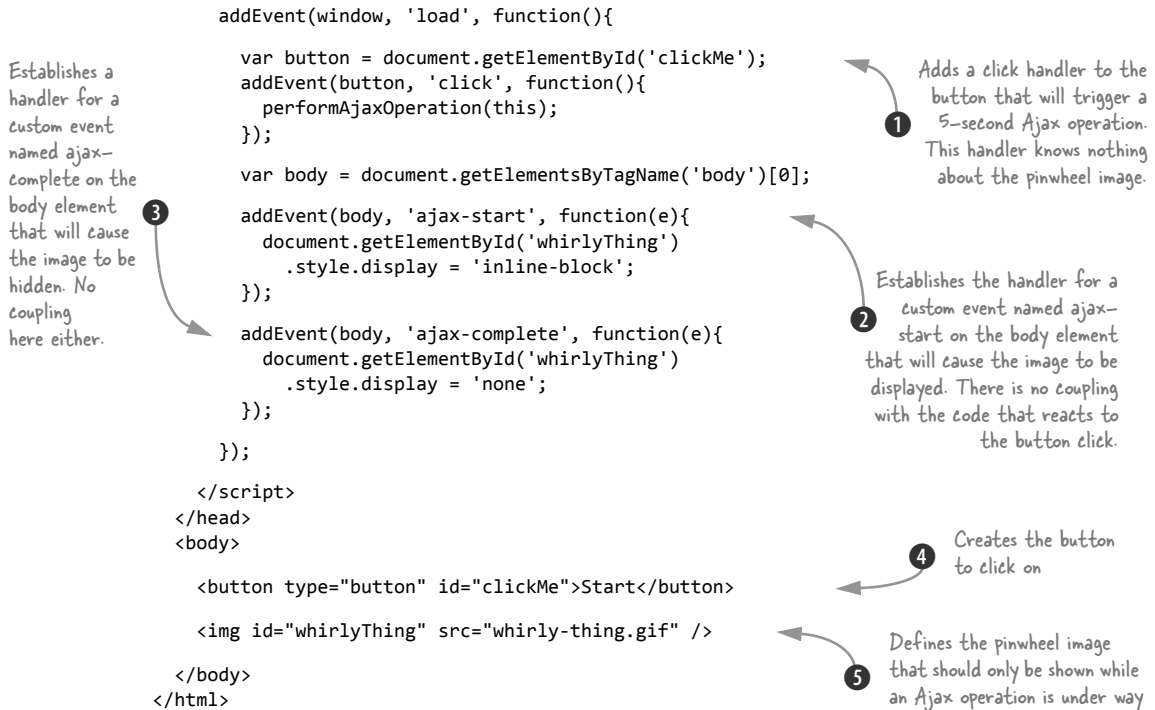 addEvent(window, 'load', function(){
var button = document.getElementById('clickMe');
addEvent(button, 'click', function(){
performAjaxOperation(this);
});
var body = document.getElementsByTagName('body')[0];
addEvent(body, 'ajax-start', function(e){
document.getElementById('whirlyThing')
.style.display = 'inline-block';
});
addEvent(body, 'ajax-complete', function(e){
document.getElementById('whirlyThing')
.style.display = 'none';
});
});
</script>
</head>
<body>
<button type="button" id="clickMe">Start</button>
<img id="whirlyThing" src="whirly-thing.gif" />
</body>
</html>
1
Adds a click handler to the
button that will trigger a
5-second Ajax operation.
This handler knows nothing
about the pinwheel image.
2
Establishes the handler for a
custom event named ajax-
start on the body element
that will cause the image to be
displayed. There is no coupling
with the code that reacts to
the button click.
3
Establishes a
handler for a
custom event
named ajax-
complete on the
body element
that will cause
the image to be
hidden. No
coupling
here either.
4
Creates the button
to click on
5
Defines the pinwheel image
that should only be shown while
an Ajax operation is under way